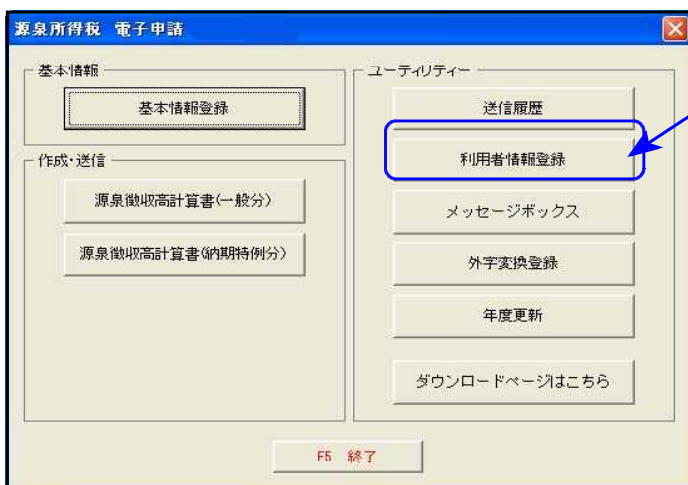 源泉所得税 電子申請
基本情報
基本情報登録
作成・送信
源泉徴収高計算書(一般分)
源泉徴収高計算書(納期特例分)
ユーティリティー
送信履歴
利用者情報登録
メッセージボックス
外字変換登録
年度更新
ダウンロードページはこちら
F5 終了